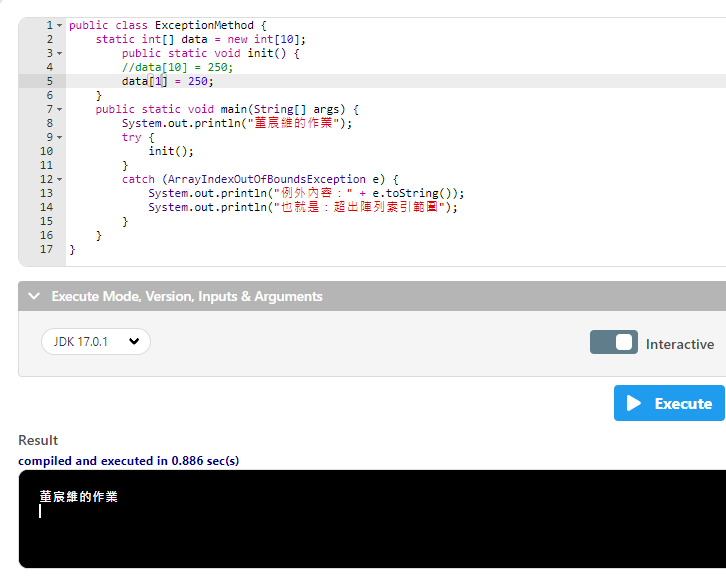 1 public class ExceptionMethod {
2 static int[] data = new int[10];
3 public static void init() {
4 //data[10] = 250;
5 data[1] = 250;
6 }
7 public static void main(String[] args) {
8 System.out.println("董宸維的作業");
9 try {
10 init();
11 }
12 catch (ArrayIndexOutOfBoundsException e) {
13 System.out.println("例外內容：" + e.toString());
14 System.out.println("也就是：超出陣列索引範圍");
15 }
16 }
17 }
Execute Mode, Version, Inputs & Arguments
JDK 17.0.1
Interactive
Execute
Result
compiled and executed in 0.886 sec(s)
董宸維的作業